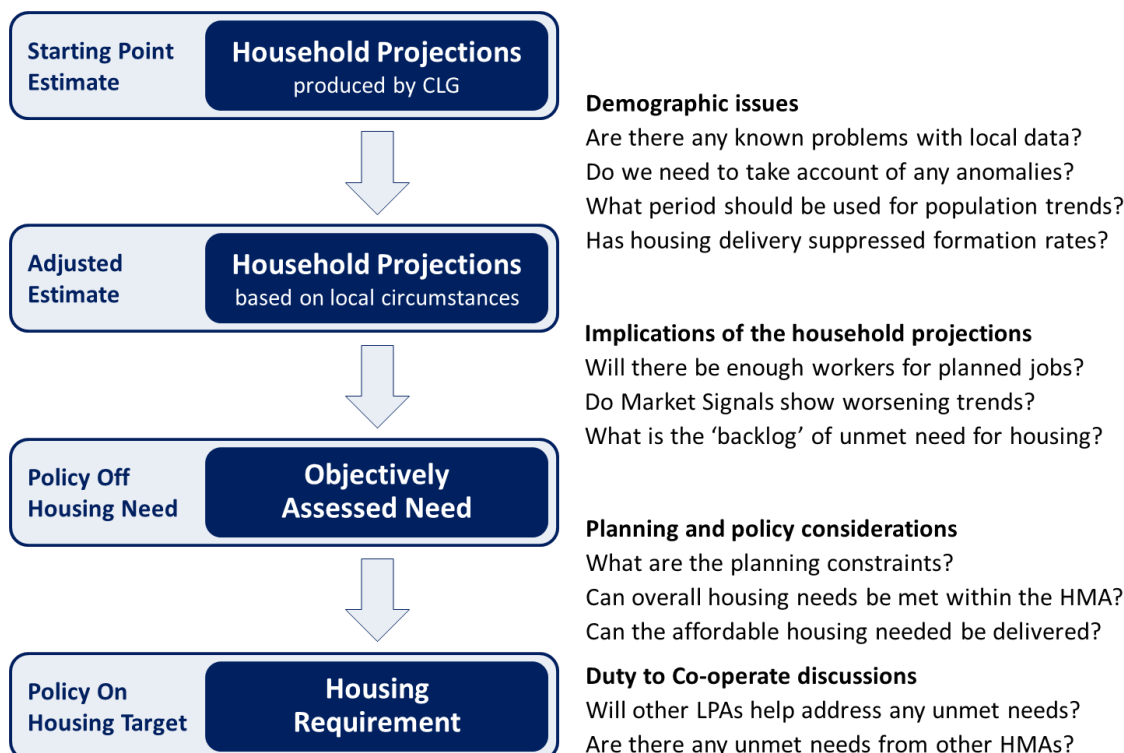 Starting Point
Estimate
Household Projections
produced by CLG
Demographic issues
Are there any known problems with local data?
Do we need to take account of any anomalies?
What period should be used for population trends?
Has housing delivery suppressed formation rates?
Adjusted
Estimate
Household Projections
based on local circumstances
Implications of the household projections
Will there be enough workers for planned jobs?
Do Market Signals show worsening trends?
What is the ‘backlog’ of unmet need for housing?
Policy Off
Housing Need
Objectively
Assessed Need
Planning and policy considerations
What are the planning constraints?
Can overall housing needs be met within the HMA?
Can the affordable housing needed be delivered?
Policy On
Housing Target
Housing
Requirement
Duty to Co-operate discussions
Will other LPAs help address any unmet needs?
Are there any unmet needs from other HMAs?